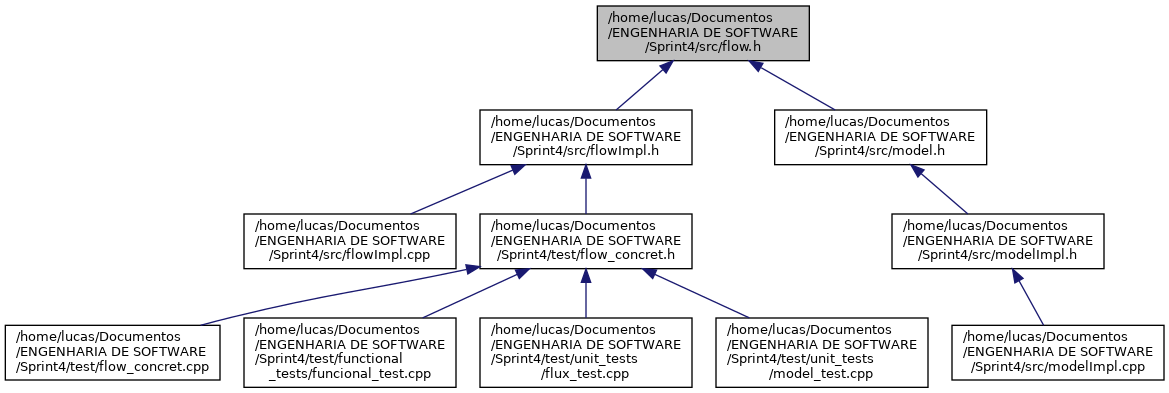 /home/lucas/Documentos
/ENGENHARIA DE SOFTWARE
/Sprint4/src/flow.h
/home/lucas/Documentos
/ENGENHARIA DE SOFTWARE
/Sprint4/src/flowImpl.h
/home/lucas/Documentos
/ENGENHARIA DE SOFTWARE
/Sprint4/src/model.h
/home/lucas/Documentos
/ENGENHARIA DE SOFTWARE
/Sprint4/src/flowImpl.cpp
/home/lucas/Documentos
/ENGENHARIA DE SOFTWARE
/Sprint4/test/flow_concret.h
/home/lucas/Documentos
/ENGENHARIA DE SOFTWARE
/Sprint4/src/modelImpl.h
/home/lucas/Documentos
/ENGENHARIA DE SOFTWARE
/Sprint4/test/flow_concret.cpp
/home/lucas/Documentos
/ENGENHARIA DE SOFTWARE
/Sprint4/test/functional
_tests/funcional_test.cpp
/home/lucas/Documentos
/ENGENHARIA DE SOFTWARE
/Sprint4/test/unit_tests
/flux_test.cpp
/home/lucas/Documentos
/ENGENHARIA DE SOFTWARE
/Sprint4/test/unit_tests
/model_test.cpp
/home/lucas/Documentos
/ENGENHARIA DE SOFTWARE
/Sprint4/src/modelImpl.cpp